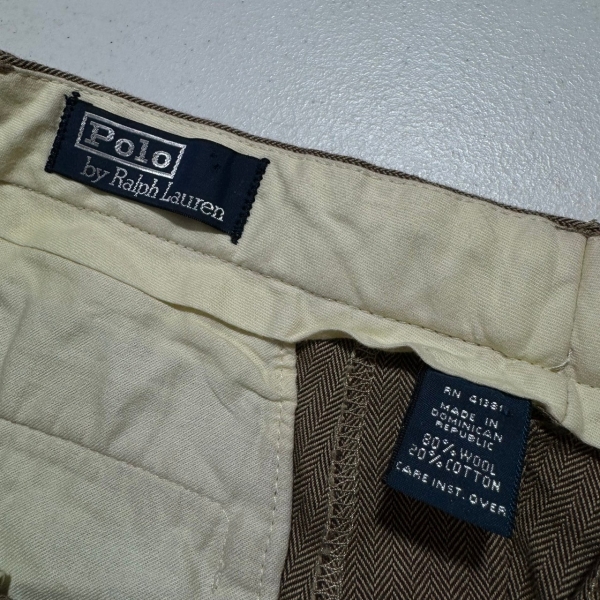 Polo
by Ralph Lauren
RN 41381
MADE IN
DOMINICAN
REPUBLIC
80% WOOL
20% COTTON
CARE INST. OVER